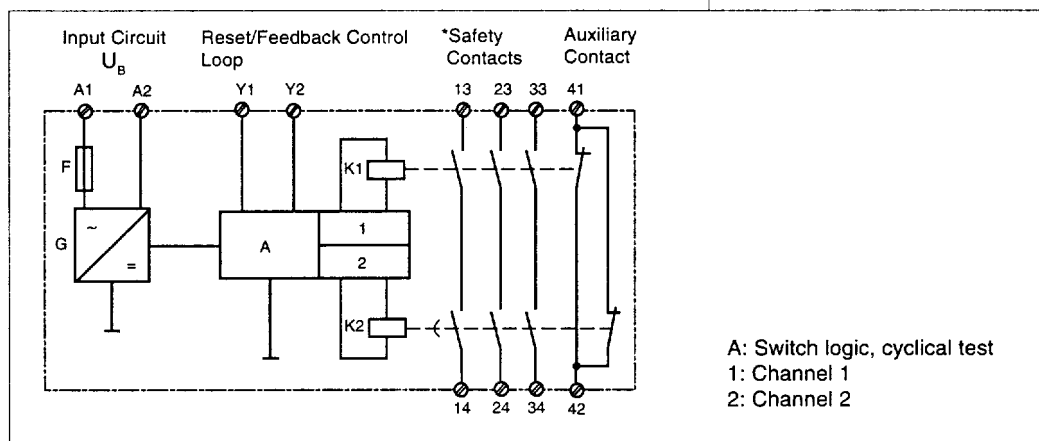 Input Circuit
U_B
Reset/Feedback Control
Loop
*Safety
Contacts
Auxiliary
Contact
A1 A2 Y1 Y2 13 23 33 41
F
K1
G ~ =
A
1
2
K2
14 24 34 42
A: Switch logic, cyclical test
1: Channel 1
2: Channel 2